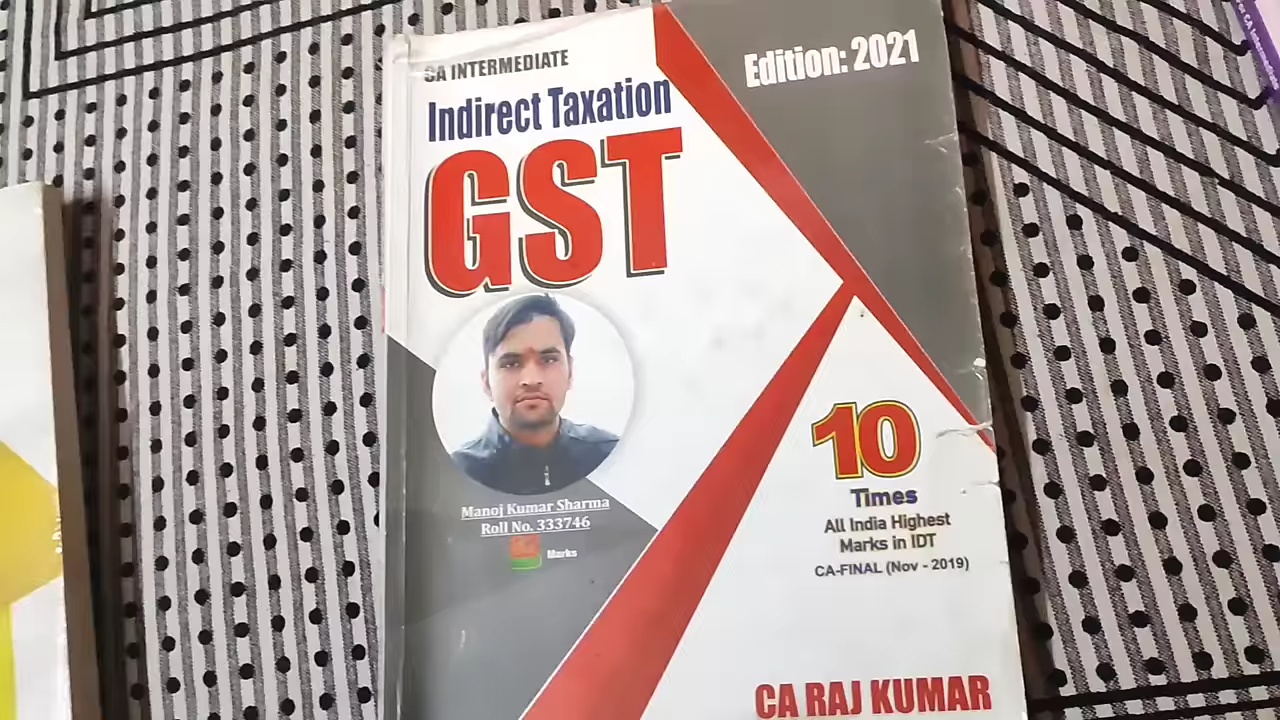 CA INTERMEDIATE
Indirect Taxation
GST
Edition: 2021
Manoj Kumar Sharma
Roll No. 333746
Marks
10
Times
All India Highest
Marks in IDT
CA-FINAL (Nov - 2019)
CA RAJ KUMAR